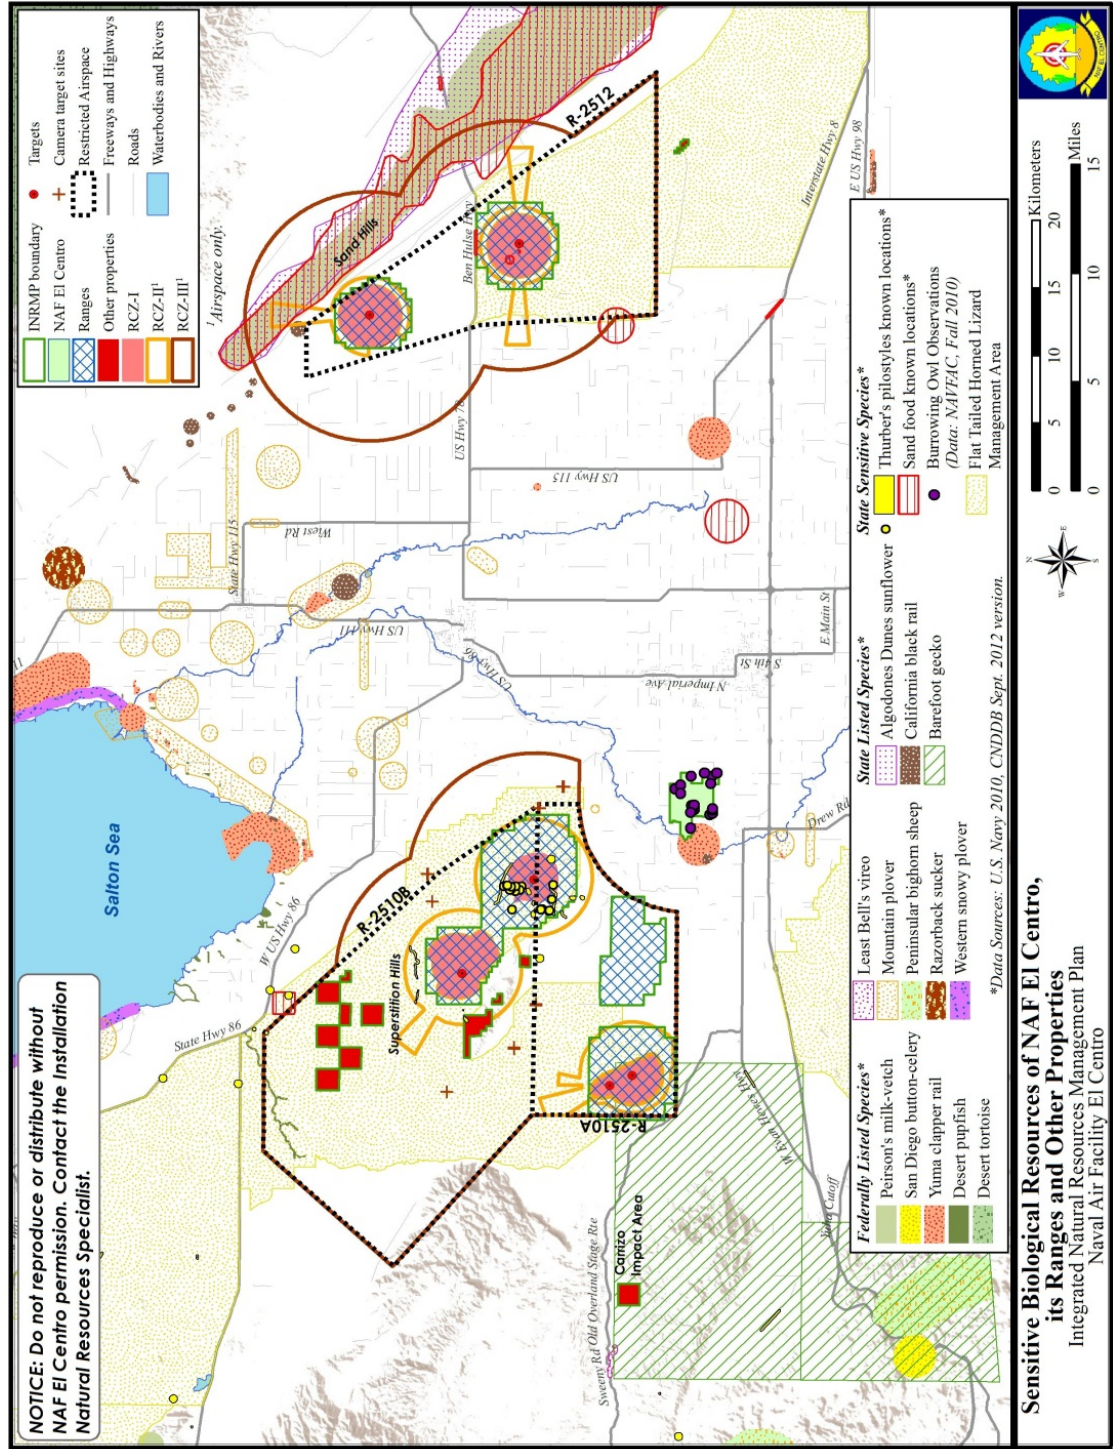 NOTICE: Do not reproduce or distribute without
NAF El Centro permission. Contact the Installation
Natural Resources Specialist.
INRMP boundary
NAF El Centro
Ranges
Other properties
RCZ-I
RCZ-II¹
RCZ-III¹
Targets
Camera target sites
Restricted Airspace
Freeways and Highways
Roads
Waterbodies and Rivers
¹Airspace only.
Salton Sea
State Hwy 86
W US Hwy 86
R-2510B
Superstition Hills
R-2510A
Sand Hills
R-2512
Ben Hulse Hwy
US Hwy 78
US Hwy 115
Wiest Rd
State Hwy 115
US Hwy 111
11
US Hwy 86
N Imperial Ave
S 4th St
E Main St
Interstate Hwy 8
E US Hwy 98
Drew Rd
W Evan Hewes Hwy
Sweeny Rd Old Overland Stage Rte
Carrizo
Impact Area
Federally Listed Species*
Peirson's milk-vetch
San Diego button-celery
Yuma clapper rail
Desert pupfish
Desert tortoise
Least Bell's vireo
Mountain plover
Peninsular bighorn sheep
Razorback sucker
Western snowy plover
State Listed Species*
Algodones Dunes sunflower
California black rail
Barefoot gecko
State Sensitive Species*
Thurber's pilostyles known locations*
Sand food known locations*
Burrowing Owl Observations
(Data: NAVFAC, Fall 2010)
Flat Tailed Horned Lizard
Management Area
*Data Sources: U.S. Navy 2010, CNDDB Sept. 2012 version.
Sensitive Biological Resources of NAF El Centro,
its Ranges and Other Properties
Integrated Natural Resources Management Plan
Naval Air Facility El Centro
N
W
E
S
0 5 10 15 20 Kilometers
0 5 10 15 Miles
NAF EL CENTRO